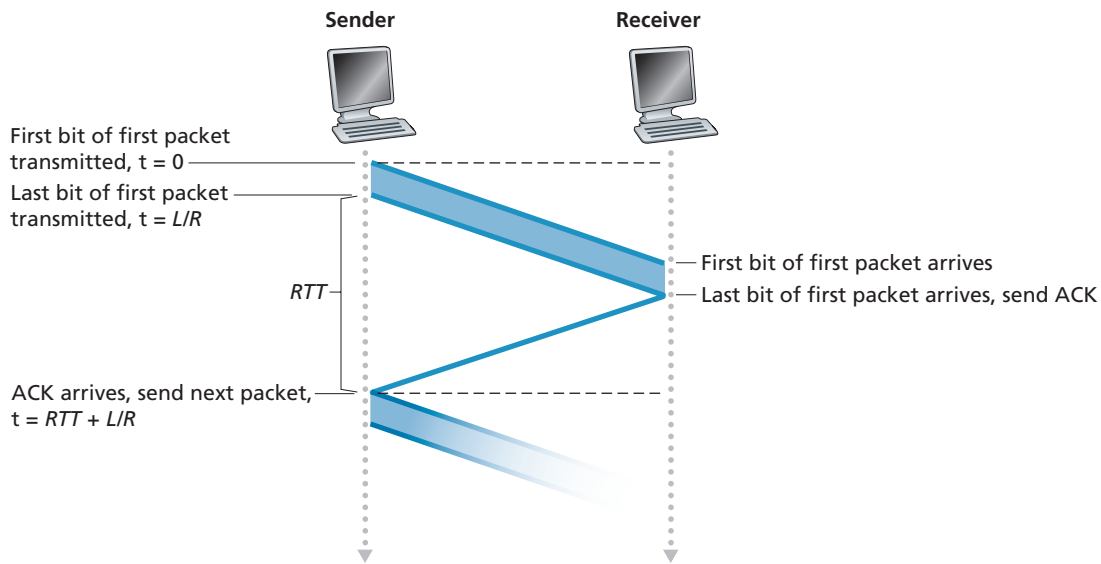 Sender
Receiver
First bit of first packet
transmitted, t = 0
Last bit of first packet
transmitted, t = L/R
RTT
First bit of first packet arrives
Last bit of first packet arrives, send ACK
ACK arrives, send next packet,
t = RTT + L/R